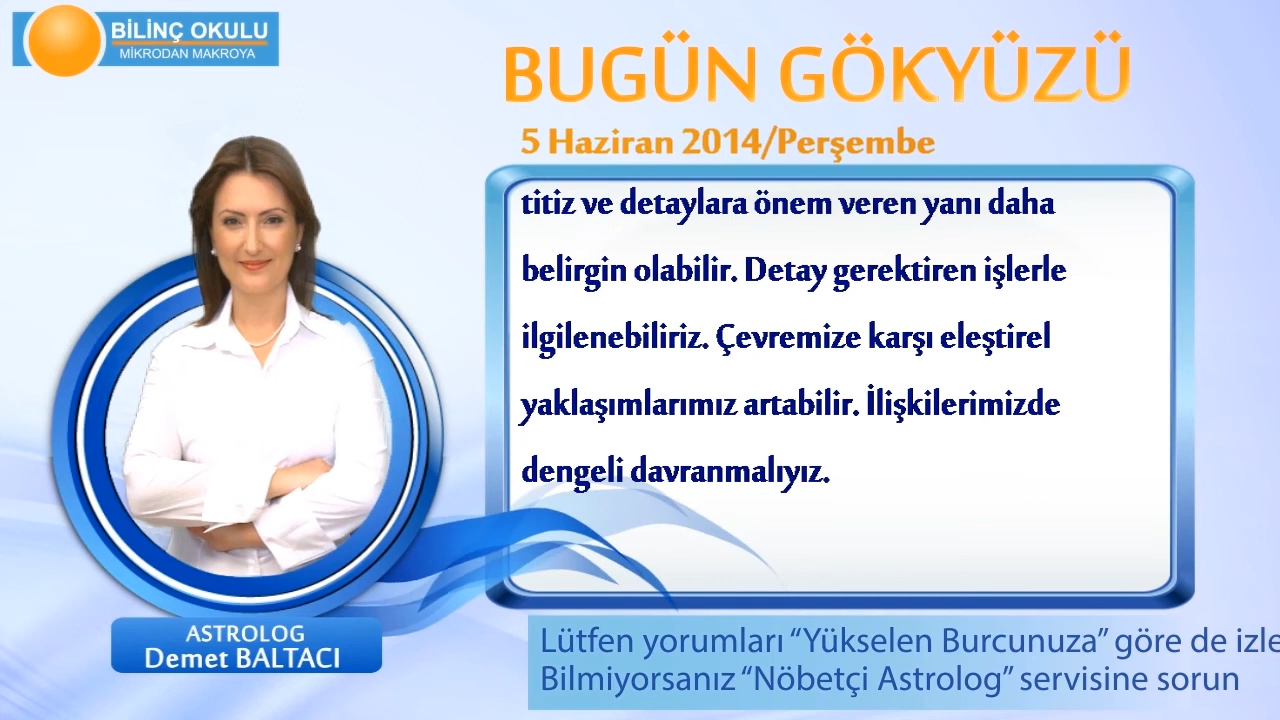 BİLİNÇ OKULU
MİKRODAN MAKROYA
BUGÜN GÖKYÜZÜ
5 Haziran 2014/Perşembe
titiz ve detaylara önem veren yanı daha
belirgin olabilir. Detay gerektiren işlerle
ilgilenebiliriz. Çevremize karşı eleştirel
yaklaşımlarımız artabilir. İlişkilerimizde
dengeli davranmalıyız.
ASTROLOG
Demet BALTACI
Lütfen yorumları “Yükselen Burcunuza” göre de izle
Bilmiyorsanız “Nöbetçi Astrolog” servisine sorun